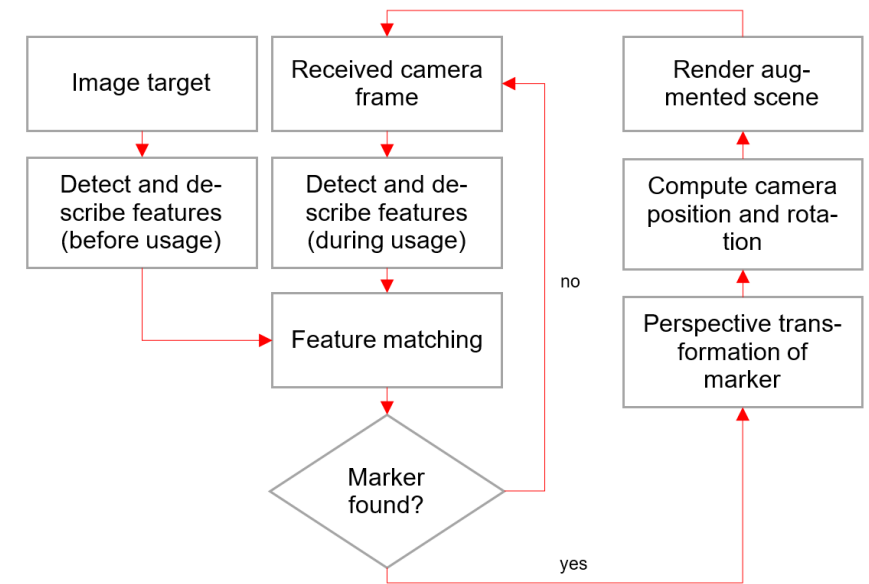 Image target
Detect and de-
scribe features
(before usage)
Received camera
frame
Detect and de-
scribe features
(during usage)
Feature matching
Marker
found?
no
yes
Render aug-
mented scene
Compute camera
position and rota-
tion
Perspective trans-
formation of
marker